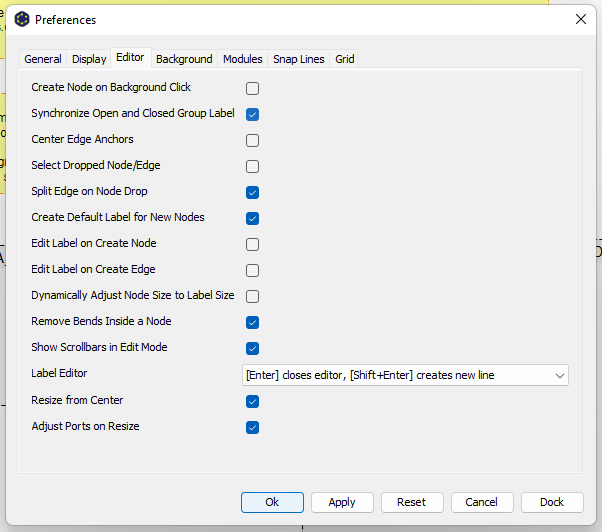 Preferences
General Display Editor Background Modules Snap Lines Grid
Create Node on Background Click
Synchronize Open and Closed Group Label
Center Edge Anchors
Select Dropped Node/Edge
Split Edge on Node Drop
Create Default Label for New Nodes
Edit Label on Create Node
Edit Label on Create Edge
Dynamically Adjust Node Size to Label Size
Remove Bends Inside a Node
Show Scrollbars in Edit Mode
Label Editor [Enter] closes editor, [Shift+Enter] creates new line
Resize from Center
Adjust Ports on Resize
Ok Apply Reset Cancel Dock